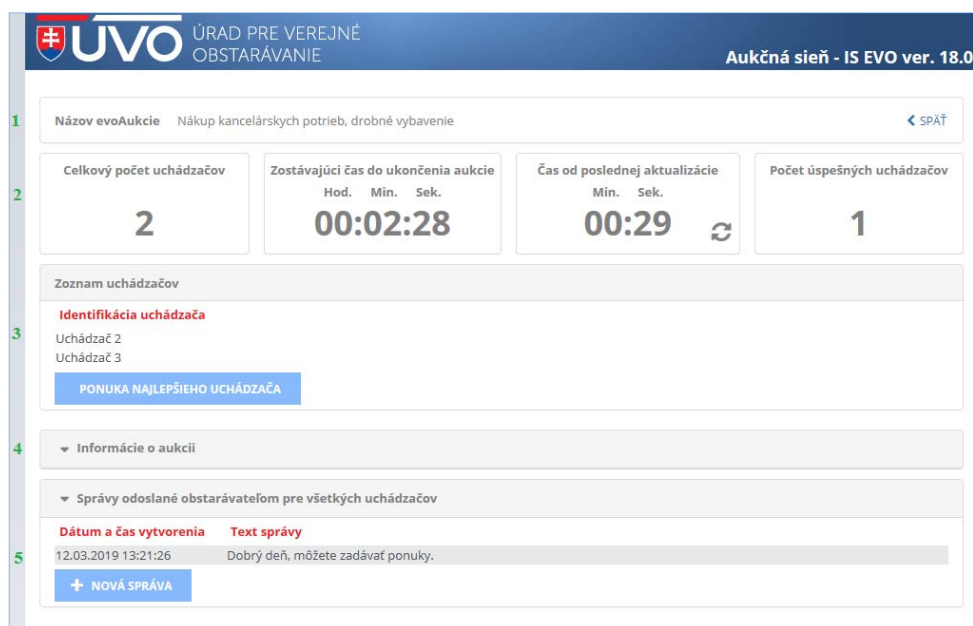 ÚVO ÚRAD PRE VEREJNÉ
OBSTARÁVANIE
Aukčná sieň - IS EVO ver. 18.0
1 Názov evoAukcie Nákup kancelárskych potrieb, drobné vybavenie SPÄŤ
Celkový počet uchádzačov Zostávajúci čas do ukončenia aukcie Čas od poslednej aktualizácie Počet úspešných uchádzačov
2 Hod. Min. Sek. Min. Sek.
2 00:02:28 00:29 1
Zoznam uchádzačov
Identifikácia uchádzača
3 Uchádzač 2
Uchádzač 3
PONUKA NAJLEPŠIEHO UCHÁDZAČA
4 Informácie o aukcii
Správy odoslané obstarávateľom pre všetkých uchádzačov
Dátum a čas vytvorenia Text správy
5 12.03.2019 13:21:26 Dobrý deň, môžete zadávať ponuky.
+ NOVÁ SPRÁVA